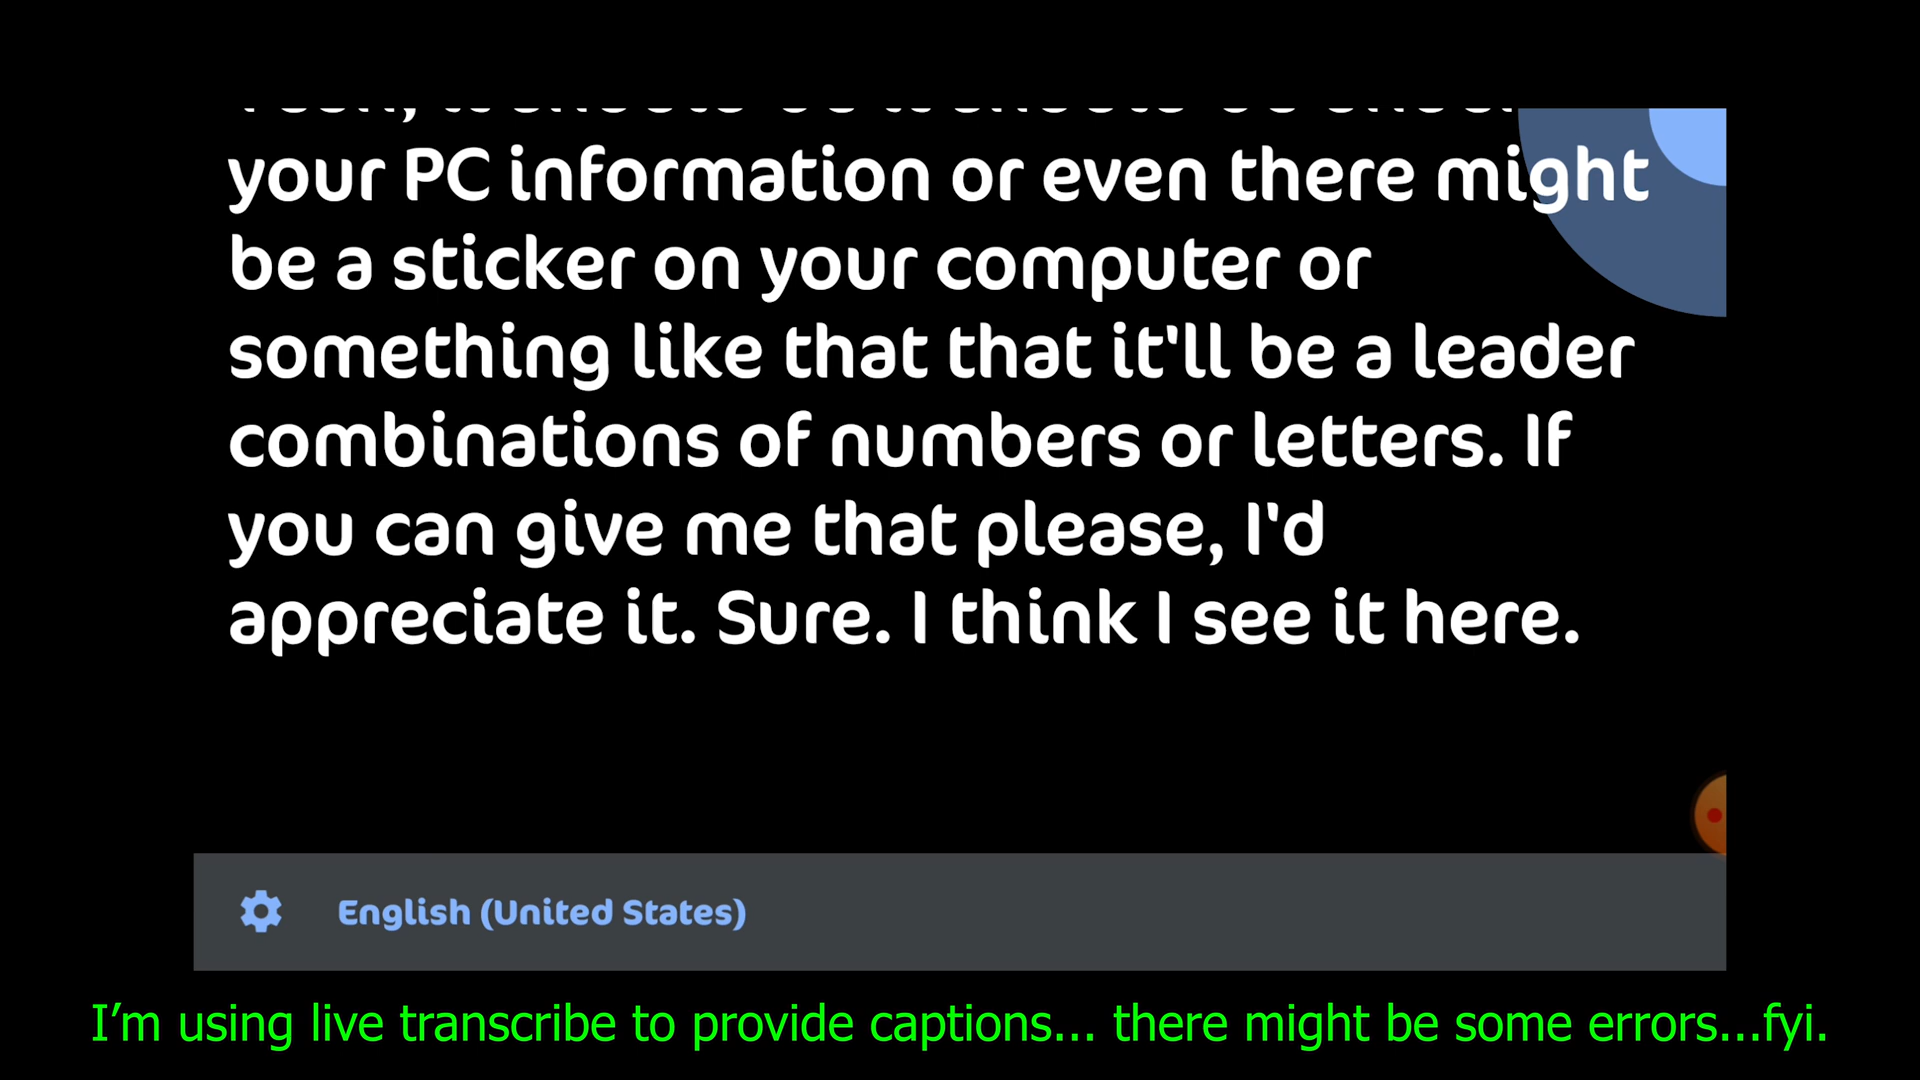 your PC information or even there might
be a sticker on your computer or
something like that that it'll be a leader
combinations of numbers or letters. If
you can give me that please, I'd
appreciate it. Sure. I think I see it here.
English (United States)
I’m using live transcribe to provide captions... there might be some errors...fyi.